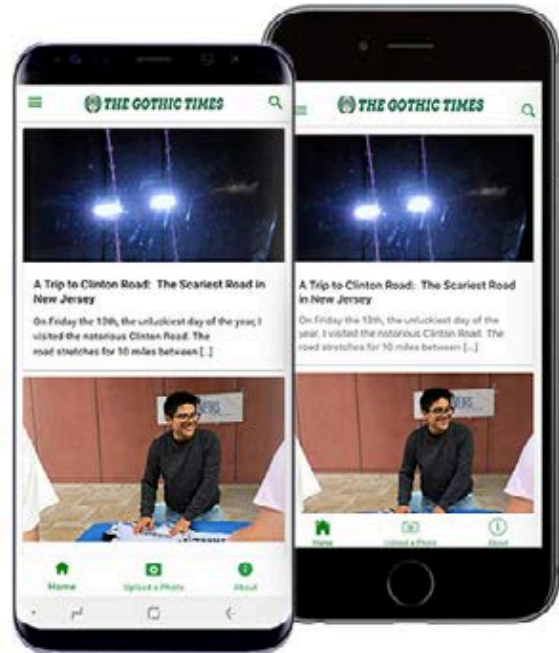 THE GOTHIC TIMES
A Trip to Clinton Road: The Scariest Road in
New Jersey
On Friday the 13th, the unluckiest day of the year, I
visited the notorious Clinton Road. The
road stretches for 10 miles between [...]
Home
Upload a Photo
About
THE GOTHIC TIMES
A Trip to Clinton Road: The Scariest Road
in New Jersey
On Friday the 13th, the unluckiest day of the
year, I visited the notorious Clinton Road. The
road stretches for 10 miles between [...]
Home
Upload a Photo
About